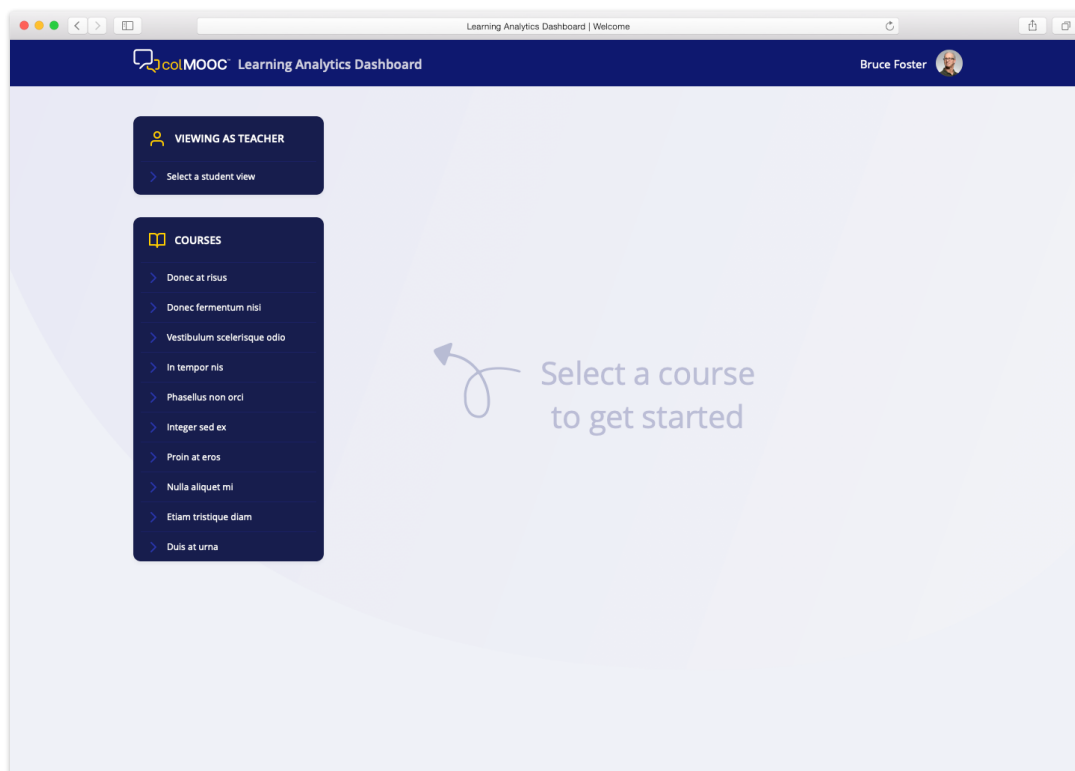 Learning Analytics Dashboard | Welcome
colMOOC™ Learning Analytics Dashboard
Bruce Foster
VIEWING AS TEACHER
Select a student view
COURSES
Donec at risus
Donec fermentum nisi
Vestibulum scelerisque odio
In tempor nis
Phasellus non orci
Integer sed ex
Proin at eros
Nulla aliquet mi
Etiam tristique diam
Duis at urna
Select a course
to get started